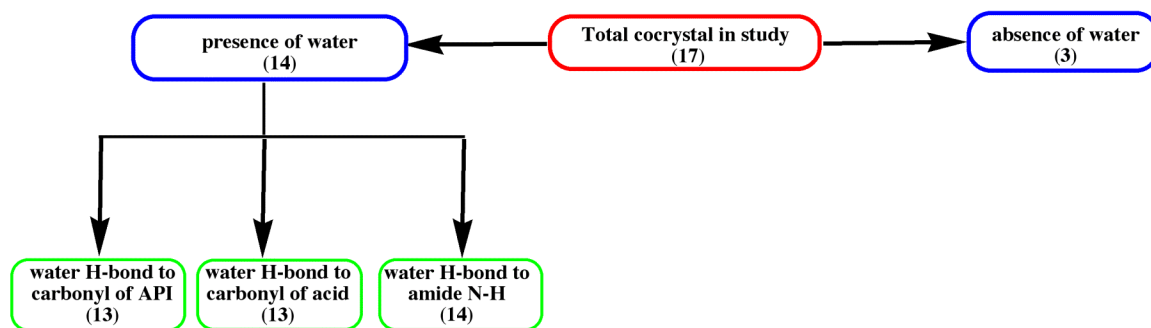 presence of water
(14)
Total cocrystal in study
(17)
absence of water
(3)
water H-bond to
carbonyl of API
(13)
water H-bond to
carbonyl of acid
(13)
water H-bond to
amide N-H
(14)